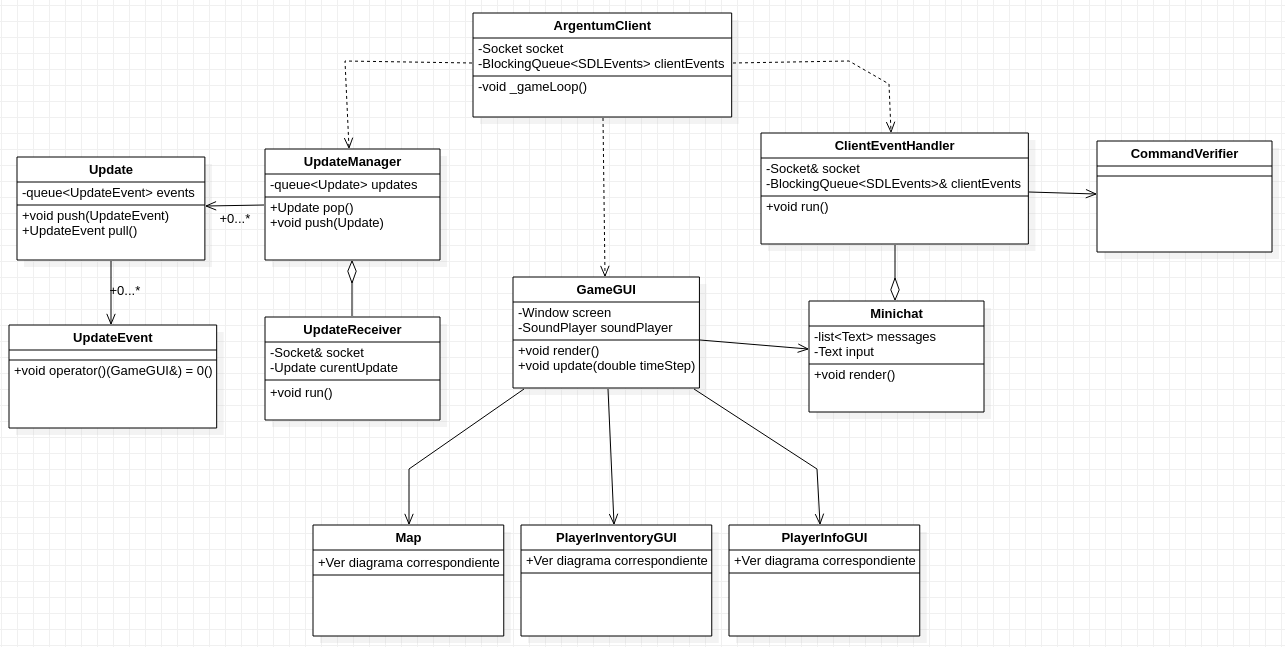 ArgentumClient
-Socket socket
-BlockingQueue<SDLEvents> clientEvents
-void _gameLoop()
Update
-queue<UpdateEvent> events
+void push(UpdateEvent)
+UpdateEvent pull()
+0...*
UpdateManager
-queue<Update> updates
+Update pop()
+void push(Update)
ClientEventHandler
-Socket& socket
-BlockingQueue<SDLEvents>& clientEvents
+void run()
CommandVerifier
+0...*
UpdateEvent
+void operator()(GameGUI&) = 0()
UpdateReceiver
-Socket& socket
-Update curentUpdate
+void run()
GameGUI
-Window screen
-SoundPlayer soundPlayer
+void render()
+void update(double timeStep)
Minichat
-list<Text> messages
-Text input
+void render()
Map
+Ver diagrama correspondiente
PlayerInventoryGUI
+Ver diagrama correspondiente
PlayerInfoGUI
+Ver diagrama correspondiente